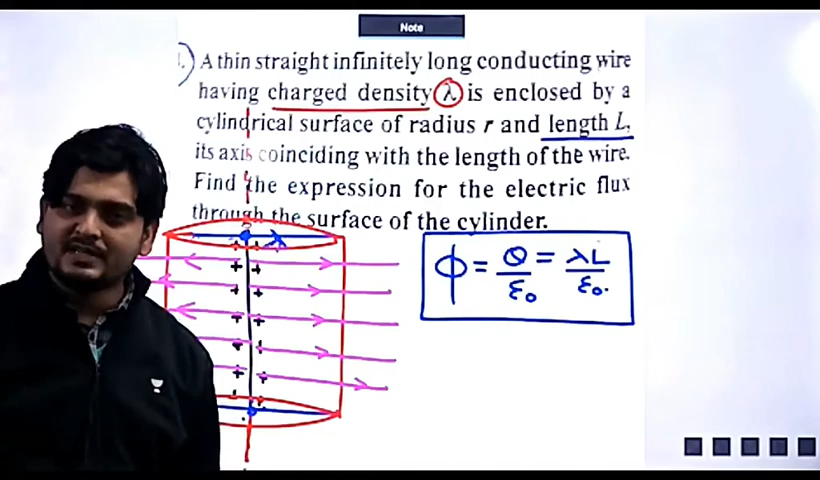 Note
A thin straight infinitely long conducting wire
having charged density λ is enclosed by a
cylindrical surface of radius r and length L,
its axis coinciding with the length of the wire.
Find the expression for the electric flux
through the surface of the cylinder.
ϕ = Q/ε₀ = λL/ε₀.